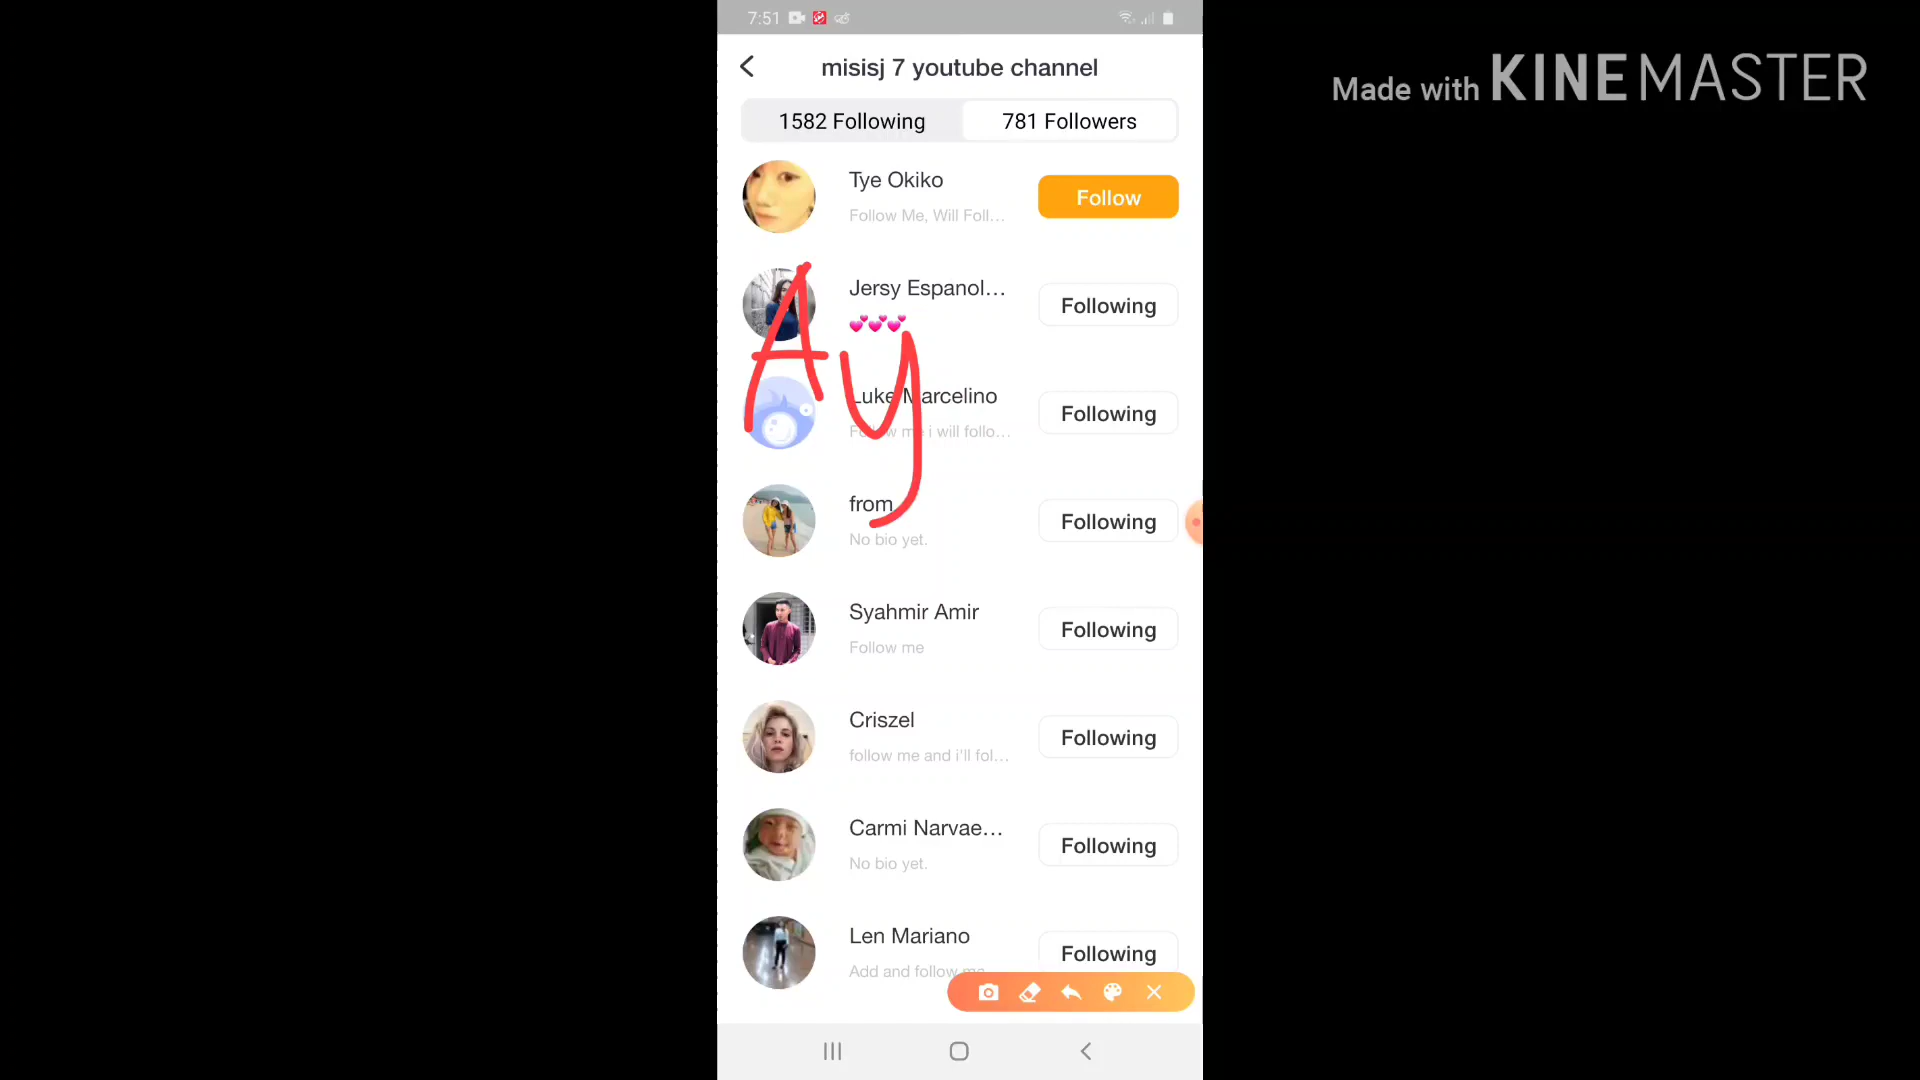 7:51
Made with KINEMASTER
misisj 7 youtube channel
1582 Following
781 Followers
Tye Okiko
Follow Me, Will Foll...
Follow
Jersy Espanol...
💕💕💕
Following
Ay
Luke Marcelino
Follow me i will follo...
Following
from
No bio yet.
Following
Syahmir Amir
Follow me
Following
Criszel
follow me and i'll fol...
Following
Carmi Narvae...
No bio yet.
Following
Len Mariano
Add and follow me
Following